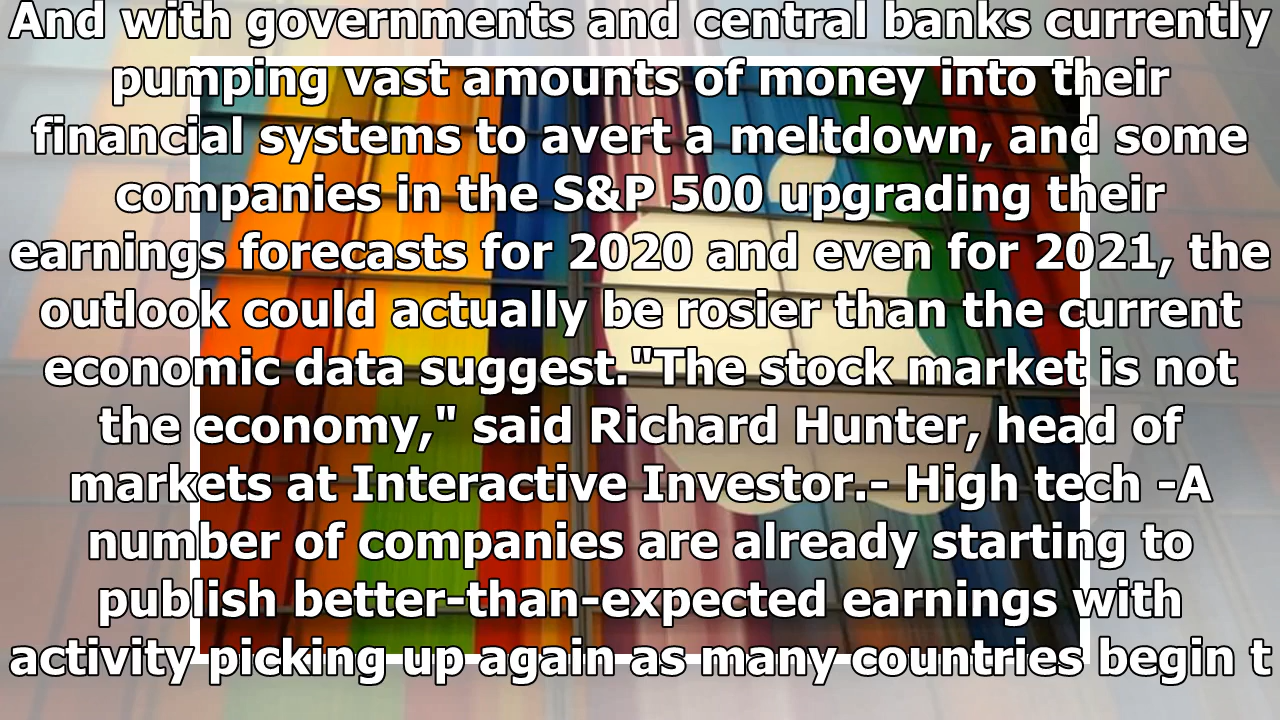 And with governments and central banks currently
pumping vast amounts of money into their
financial systems to avert a meltdown, and some
companies in the S&P 500 upgrading their
earnings forecasts for 2020 and even for 2021, the
outlook could actually be rosier than the current
economic data suggest."The stock market is not
the economy," said Richard Hunter, head of
markets at Interactive Investor.- High tech -A
number of companies are already starting to
publish better-than-expected earnings with
activity picking up again as many countries begin t